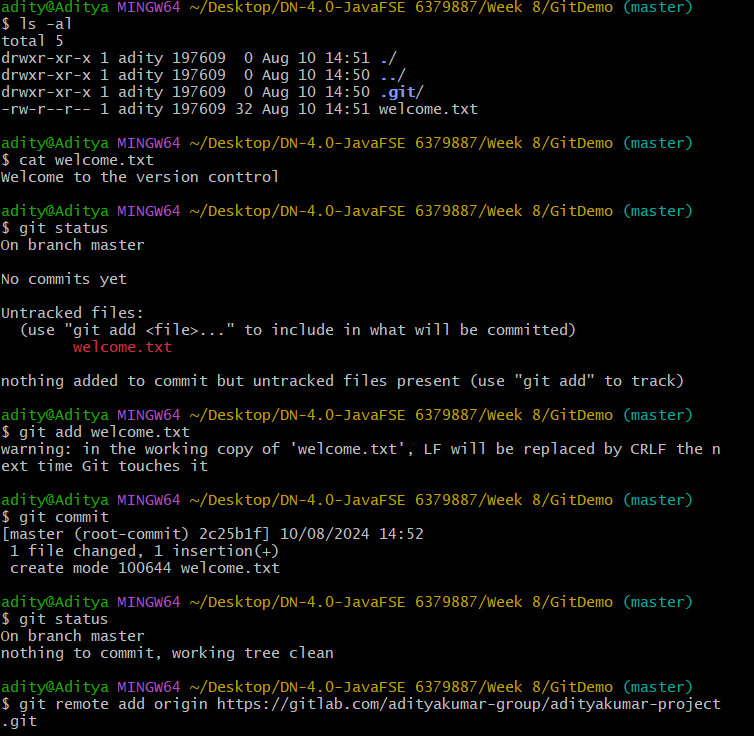 adity@Aditya MINGW64 ~/Desktop/DN-4.0-JavaFSE 6379887/Week 8/GitDemo (master)
$ ls -al
total 5
drwxr-xr-x 1 adity 197609  0 Aug 10 14:51 ./
drwxr-xr-x 1 adity 197609  0 Aug 10 14:50 ../
drwxr-xr-x 1 adity 197609  0 Aug 10 14:50 .git/
-rw-r--r-- 1 adity 197609 32 Aug 10 14:51 welcome.txt

adity@Aditya MINGW64 ~/Desktop/DN-4.0-JavaFSE 6379887/Week 8/GitDemo (master)
$ cat welcome.txt
Welcome to the version conttrol

adity@Aditya MINGW64 ~/Desktop/DN-4.0-JavaFSE 6379887/Week 8/GitDemo (master)
$ git status
On branch master

No commits yet

Untracked files:
  (use "git add <file>..." to include in what will be committed)
        welcome.txt

nothing added to commit but untracked files present (use "git add" to track)

adity@Aditya MINGW64 ~/Desktop/DN-4.0-JavaFSE 6379887/Week 8/GitDemo (master)
$ git add welcome.txt
warning: in the working copy of 'welcome.txt', LF will be replaced by CRLF the n
ext time Git touches it

adity@Aditya MINGW64 ~/Desktop/DN-4.0-JavaFSE 6379887/Week 8/GitDemo (master)
$ git commit
[master (root-commit) 2c25b1f] 10/08/2024 14:52
 1 file changed, 1 insertion(+)
 create mode 100644 welcome.txt

adity@Aditya MINGW64 ~/Desktop/DN-4.0-JavaFSE 6379887/Week 8/GitDemo (master)
$ git status
On branch master
nothing to commit, working tree clean

adity@Aditya MINGW64 ~/Desktop/DN-4.0-JavaFSE 6379887/Week 8/GitDemo (master)
$ git remote add origin https://gitlab.com/adityakumar-group/adityakumar-project
.git